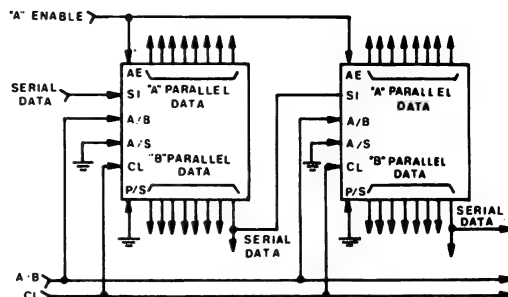 "A" ENABLE
AE
SERIAL
DATA
SI
"A" PARALLEL
DATA
A/B
A/S
"B" PARALLEL
DATA
CL
P/S
SERIAL
DATA
AE
SI
"A" PARALLEL
DATA
A/B
A/S
"B" PARALLEL
DATA
CL
P/S
SERIAL
DATA
A·B
CL